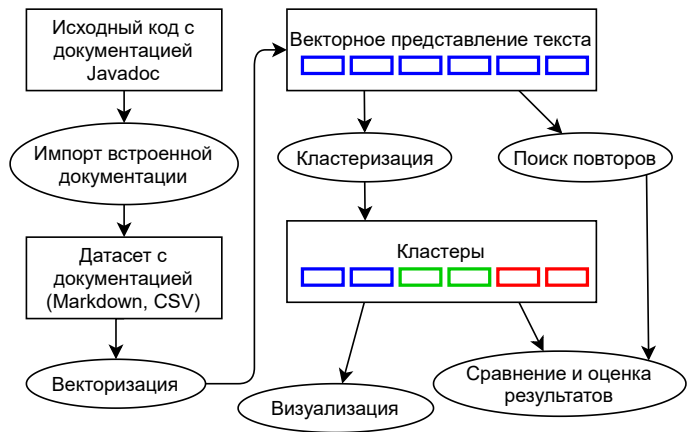 Исходный код с
документацией
Javadoc
Импорт встроенной
документации
Датасет с
документацией
(Markdown, CSV)
Векторизация
Векторное представление текста
Кластеризация
Поиск повторов
Кластеры
Визуализация
Сравнение и оценка
результатов